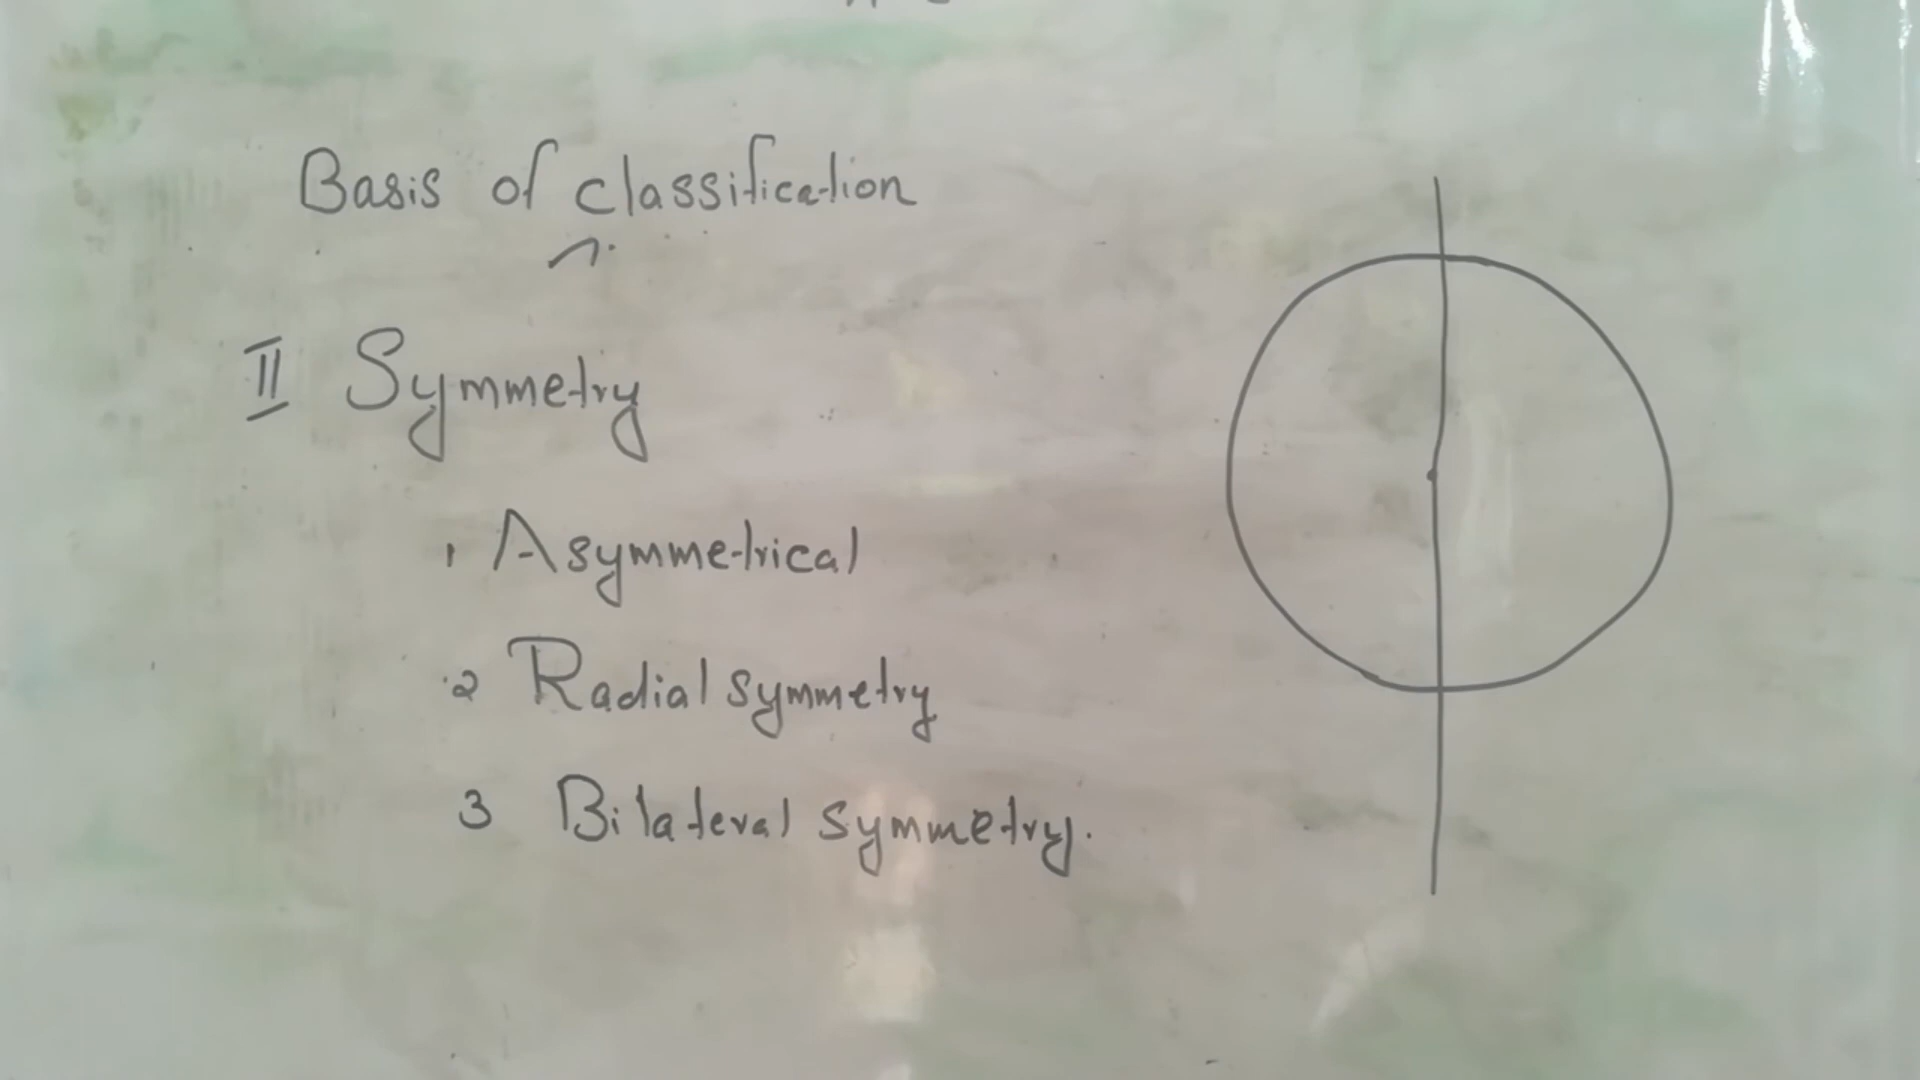 Basis of classification
II Symmetry
1 Asymmetrical
2 Radial symmetry
3 Bilateral symmetry.